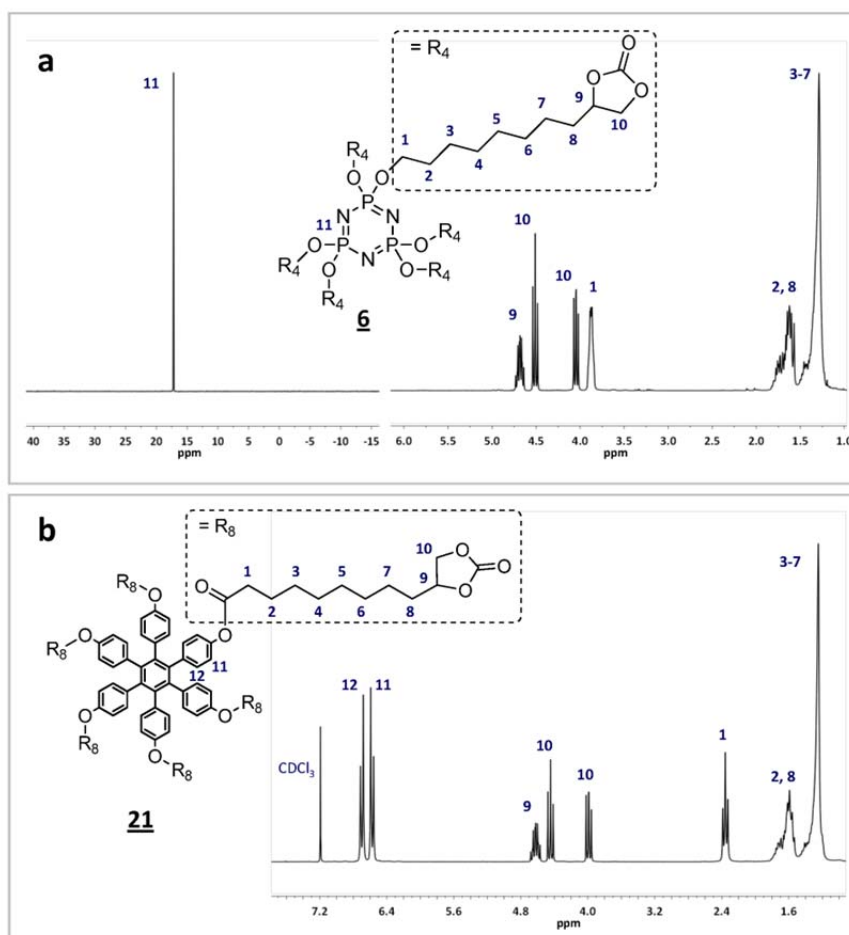 a
11
= R4
O
O
O
9
10
7
8
5
6
3
4
1
2
3-7
R4
O
O
P
N
N
11
P
P
N
R4
O
O
R4
R4
O
O
R4
6
10
10
1
9
2, 8
40 35 30 25 20 15 10 5 0 -5 -10 -15
ppm
6.0 5.5 5.0 4.5 4.0 3.5 3.0 2.5 2.0 1.5 1.0
ppm
b
= R8
10
O
O
O
9
O
1
3
5
7
2
4
6
8
O
3-7
R8
O
O
R8
O
11
12
R8
O
O
R8
O
R8
21
12
11
CDCl3
10
10
9
1
2, 8
7.2 6.4 5.6 4.8 4.0 3.2 2.4 1.6
ppm